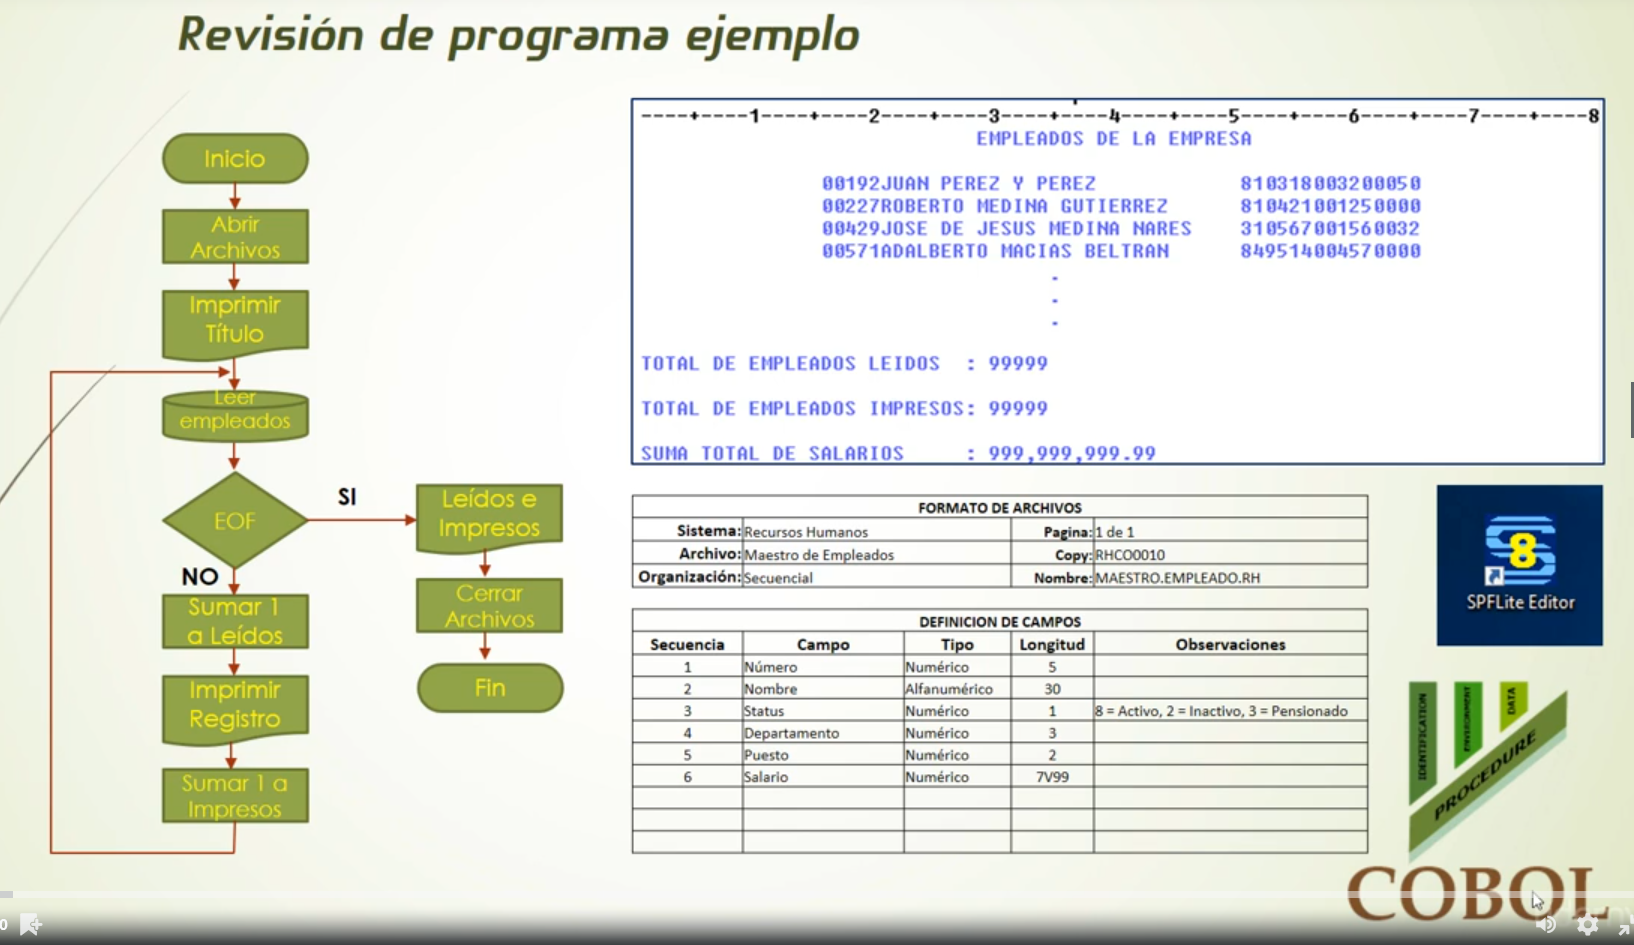 Revisión de programa ejemplo
Inicio
Abrir
Archivos
Imprimir
Título
Leer
empleados
EOF
SI
NO
Sumar 1
a Leídos
Imprimir
Registro
Sumar 1 a
Impresos
Leídos e
Impresos
Cerrar
Archivos
Fin
----+----1----+----2----+----3----+----4----+----5----+----6----+----7----+----8
EMPLEADOS DE LA EMPRESA
00192JUAN PEREZ Y PEREZ 810318003200050
00227ROBERTO MEDINA GUTIERREZ 810421001250000
00429JOSE DE JESUS MEDINA NARES 310567001560032
00571ADALBERTO MACIAS BELTRAN 849514004570000
.
.
.
TOTAL DE EMPLEADOS LEIDOS : 99999
TOTAL DE EMPLEADOS IMPRESOS: 99999
SUMA TOTAL DE SALARIOS : 999,999,999.99
FORMATO DE ARCHIVOS
Sistema: Recursos Humanos Pagina: 1 de 1
Archivo: Maestro de Empleados Copy: RHCO0010
Organización: Secuencial Nombre: MAESTRO.EMPLEADO.RH
DEFINICION DE CAMPOS
Secuencia Campo Tipo Longitud Observaciones
1 Número Numérico 5
2 Nombre Alfanumérico 30
3 Status Numérico 1 8 = Activo, 2 = Inactivo, 3 = Pensionado
4 Departamento Numérico 3
5 Puesto Numérico 2
6 Salario Numérico 7V99
8
SPFLite Editor
IDENTIFICATION
ENVIRONMENT
DATA
PROCEDURE
COBOL
0